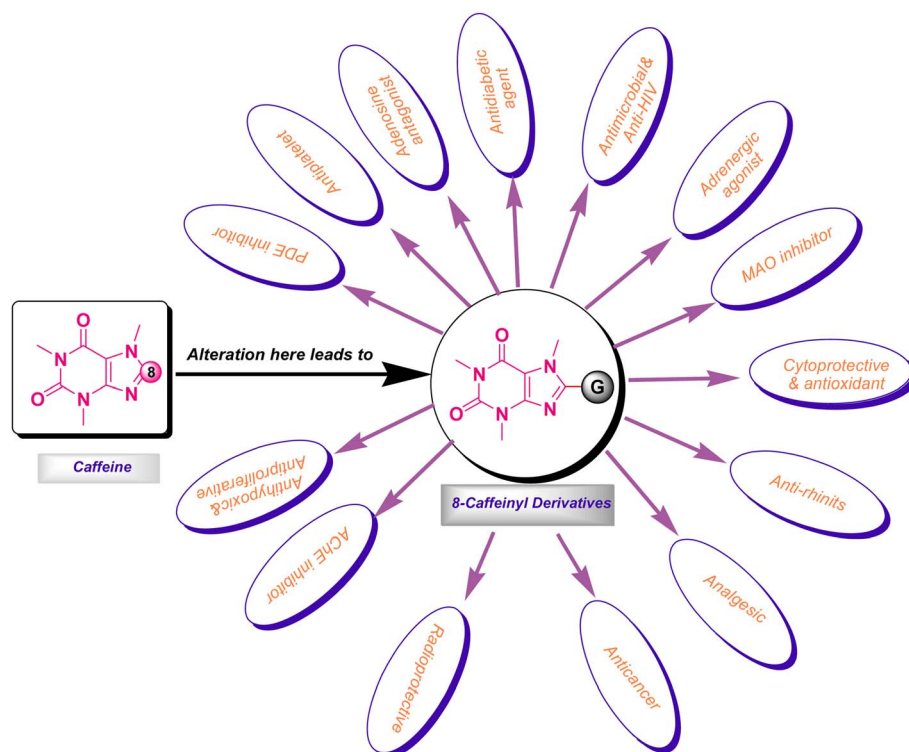 Adenosine
antagonist
Antidiabetic
agent
Antimicrobial&
Anti-HIV
Antiplatelet
Adrenergic
agonist
PDE inhibitor
MAO inhibitor
O
N
N
8
O
N
N
Caffeine
Alteration here leads to
O
N
N
G
O
N
N
8-Caffeinyl Derivatives
Cytoprotective
& antioxidant
Antihypoxic&
Antiproliferative
Anti-rhinits
AChE inhibitor
Analgesic
Radioprotective
Anticancer